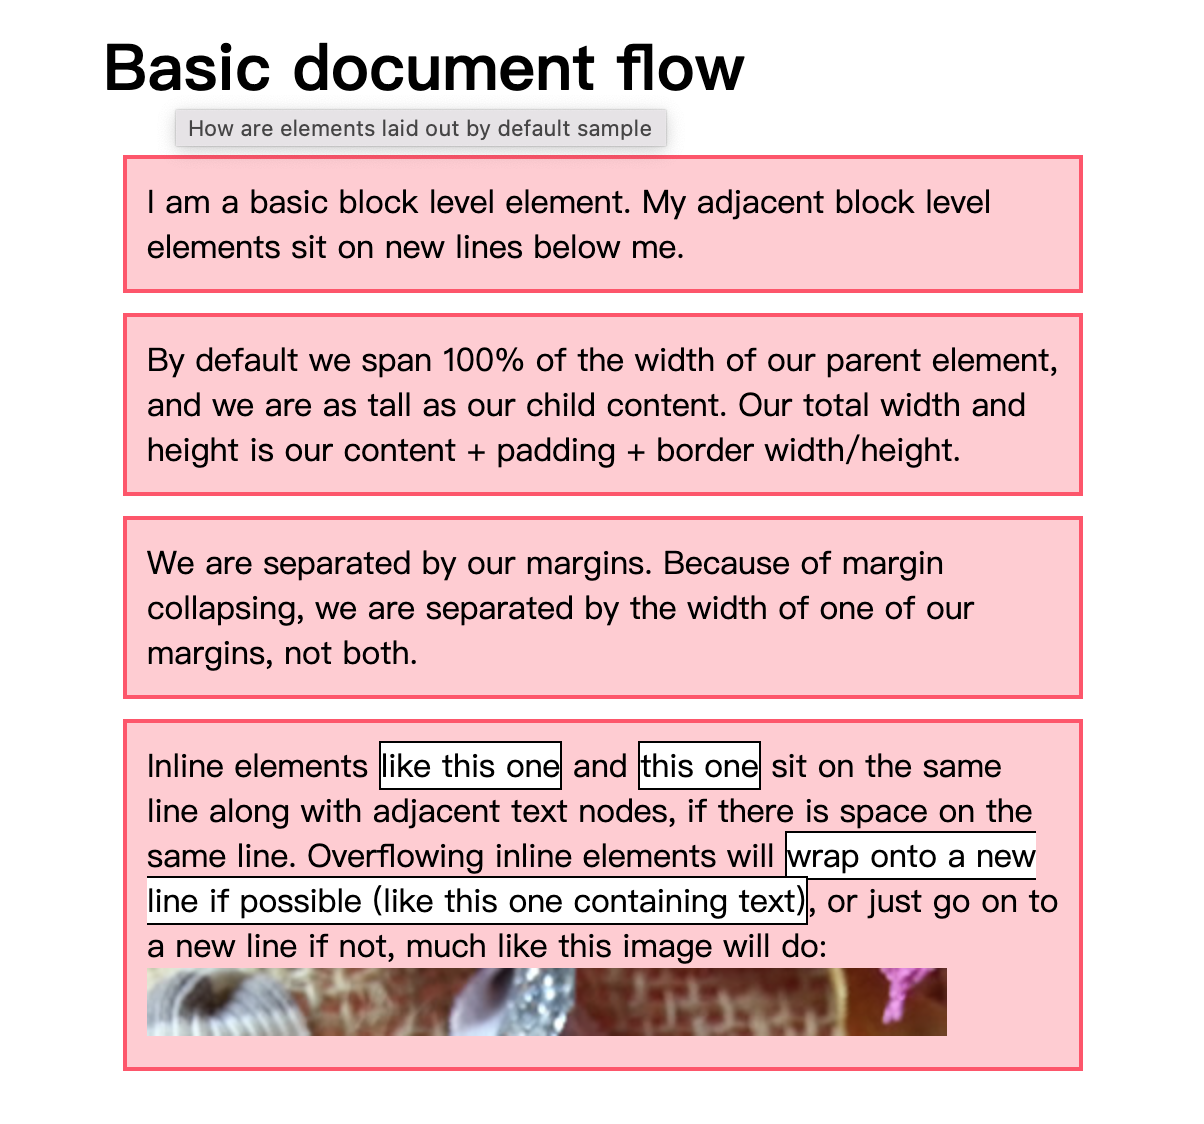 Basic document flow
How are elements laid out by default sample
I am a basic block level element. My adjacent block level
elements sit on new lines below me.
By default we span 100% of the width of our parent element,
and we are as tall as our child content. Our total width and
height is our content + padding + border width/height.
We are separated by our margins. Because of margin
collapsing, we are separated by the width of one of our
margins, not both.
Inline elements like this one and this one sit on the same
line along with adjacent text nodes, if there is space on the
same line. Overflowing inline elements will wrap onto a new
line if possible (like this one containing text), or just go on to
a new line if not, much like this image will do: